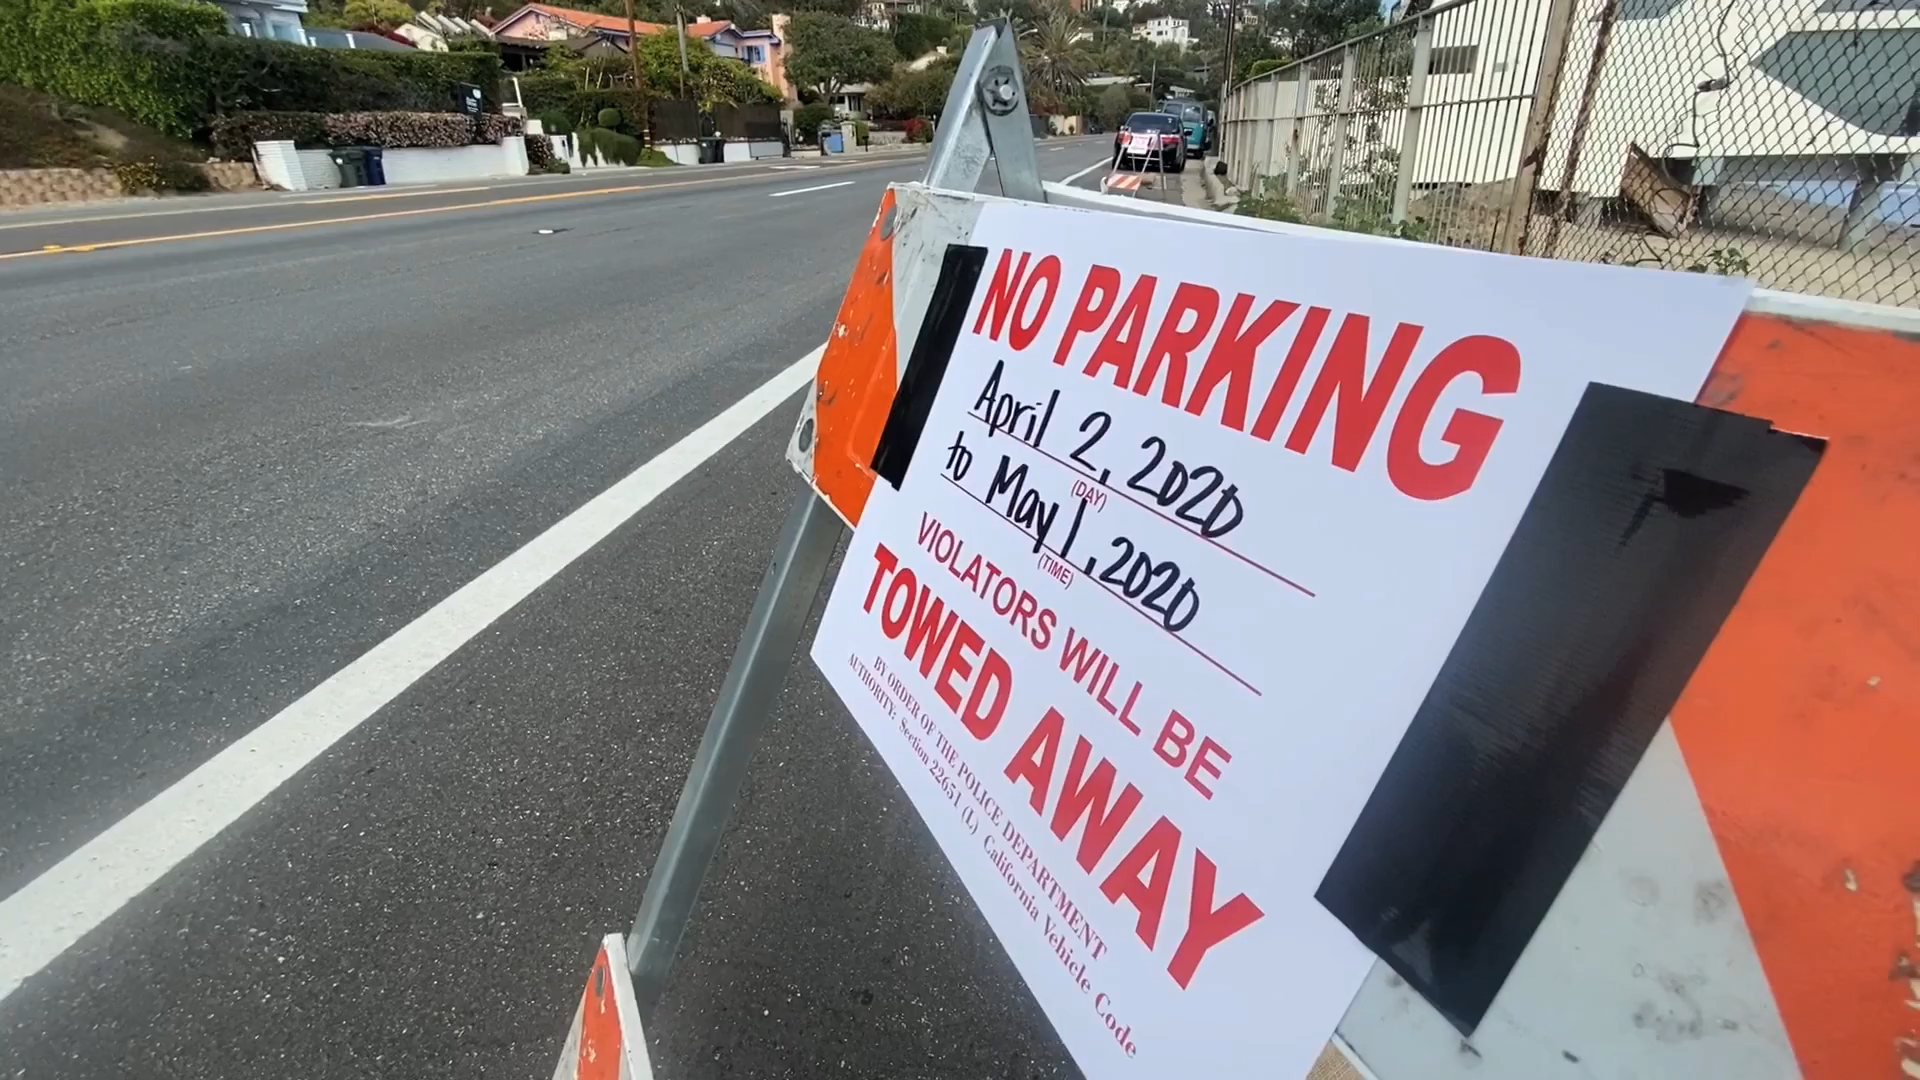 NO PARKING
April 2, 2020
(DAY)
to May 1, 2020
(TIME)
VIOLATORS WILL BE
TOWED AWAY
BY ORDER OF THE POLICE DEPARTMENT
AUTHORITY: Section 22651 (L) California Vehicle Code